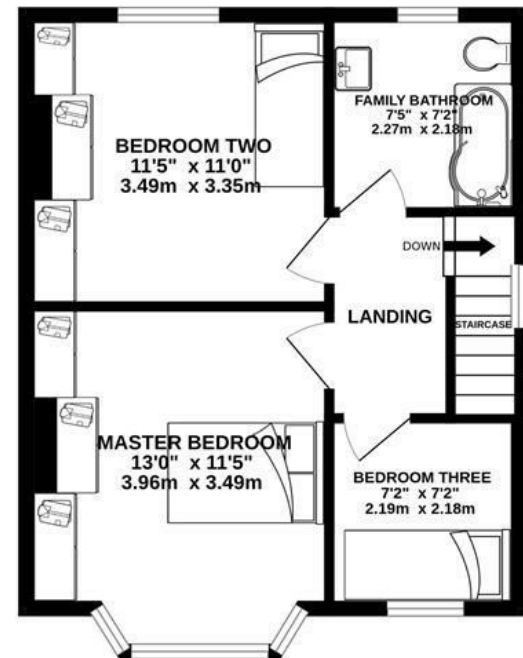 FAMILY BATHROOM
7'5" x 7'2"
2.27m x 2.18m
BEDROOM TWO
11'5" x 11'0"
3.49m x 3.35m
DOWN
LANDING
STAIRCASE
MASTER BEDROOM
13'0" x 11'5"
3.96m x 3.49m
BEDROOM THREE
7'2" x 7'2"
2.19m x 2.18m